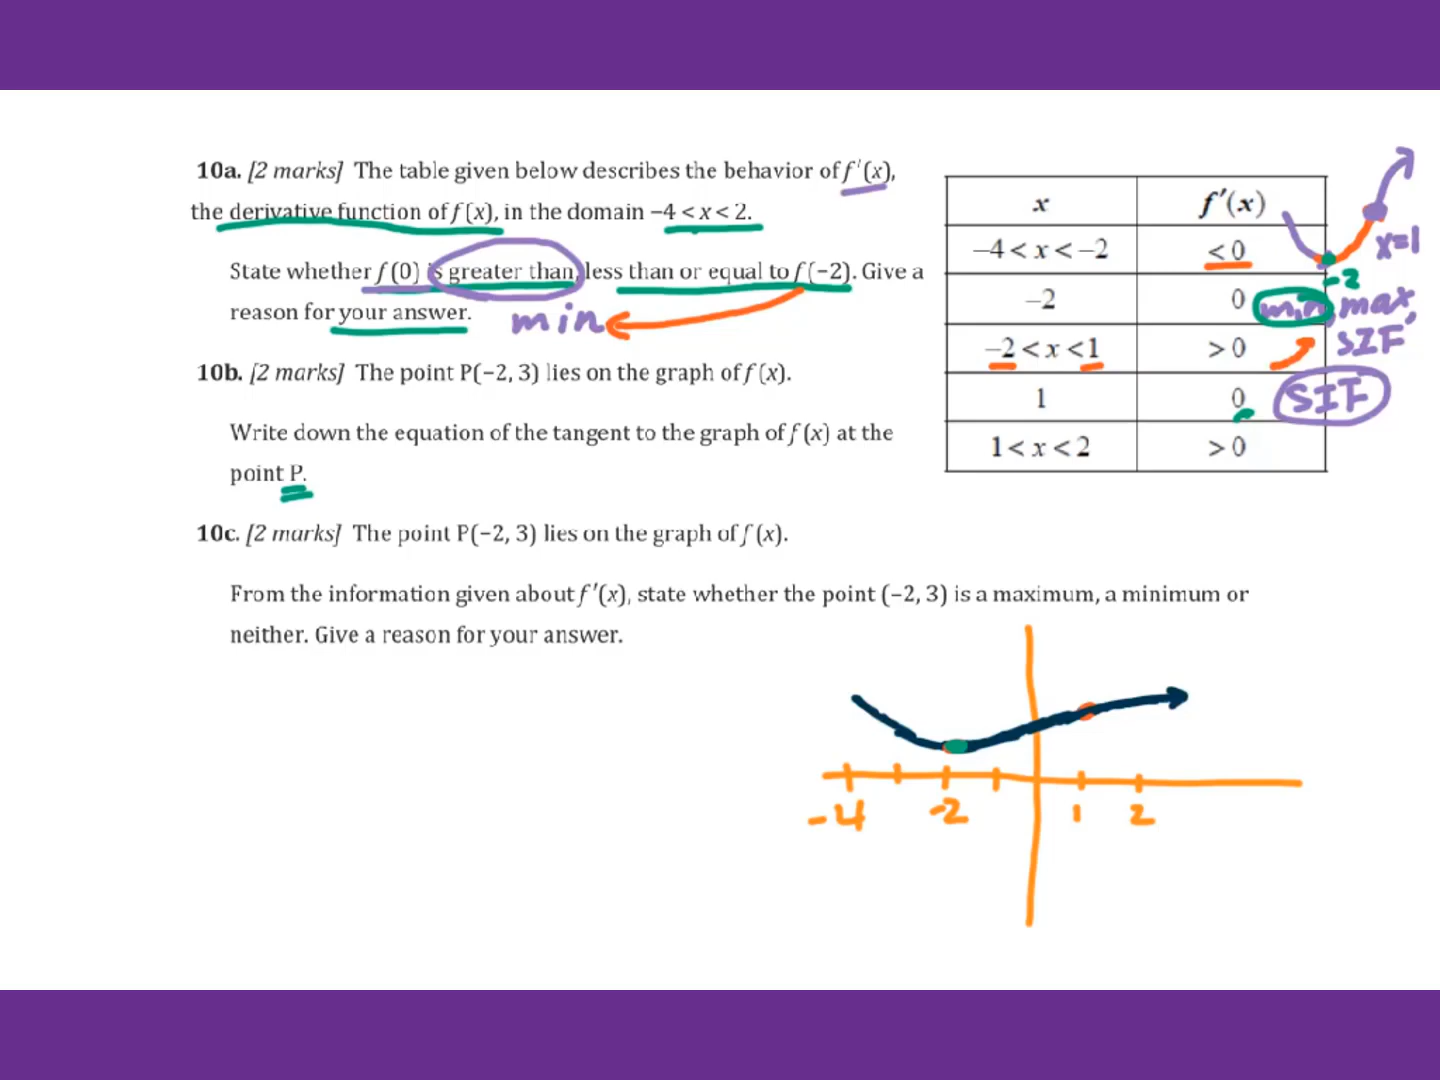 10a. [2 marks] The table given below describes the behavior of f′(x),
the derivative function of f(x), in the domain −4 < x < 2.
State whether f(0) is greater than, less than or equal to f(−2). Give a
reason for your answer.
min
10b. [2 marks] The point P(−2, 3) lies on the graph of f(x).
Write down the equation of the tangent to the graph of f(x) at the
point P.
10c. [2 marks] The point P(−2, 3) lies on the graph of f(x).
From the information given about f′(x), state whether the point (−2, 3) is a maximum, a minimum or
neither. Give a reason for your answer.
x f′(x)
−4 < x < −2 < 0
−2 0
−2 < x < 1 > 0
1 0
1 < x < 2 > 0
x=1
-2
min, max,
SIF
SIF
-4 -2 1 2